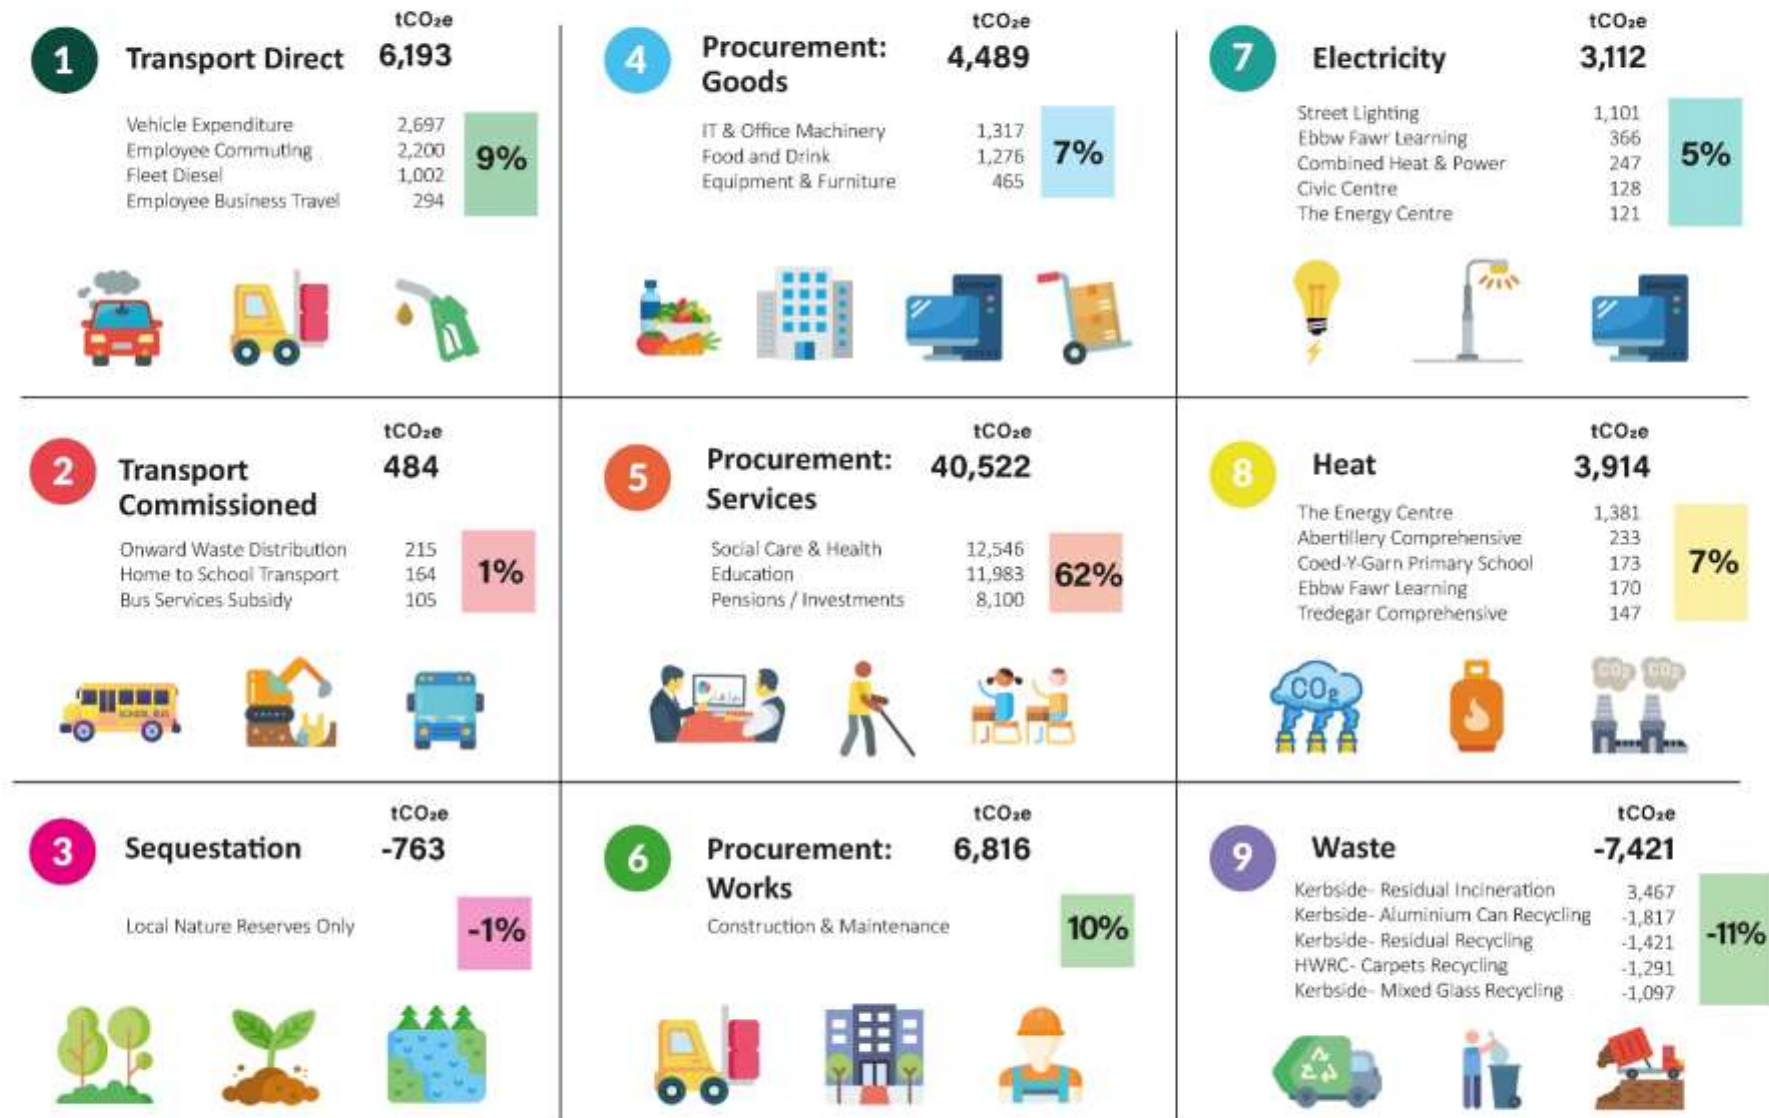 tCO₂e
1 Transport Direct 6,193
Vehicle Expenditure 2,697
Employee Commuting 2,200
Fleet Diesel 1,002
Employee Business Travel 294
9%
tCO₂e
4 Procurement: 4,489
Goods
IT & Office Machinery 1,317
Food and Drink 1,276
Equipment & Furniture 465
7%
tCO₂e
7 Electricity 3,112
Street Lighting 1,101
Ebbw Fawr Learning 366
Combined Heat & Power 247
Civic Centre 128
The Energy Centre 121
5%
tCO₂e
2 Transport 484
Commissioned
Onward Waste Distribution 215
Home to School Transport 164
Bus Services Subsidy 105
1%
SCHOOL BUS
tCO₂e
5 Procurement: 40,522
Services
Social Care & Health 12,546
Education 11,983
Pensions / Investments 8,100
62%
tCO₂e
8 Heat 3,914
The Energy Centre 1,381
Abertillery Comprehensive 233
Coed-Y-Garn Primary School 173
Ebbw Fawr Learning 170
Tredegar Comprehensive 147
7%
CO₂
CO₂ CO₂
tCO₂e
3 Sequestation -763
Local Nature Reserves Only
-1%
tCO₂e
6 Procurement: 6,816
Works
Construction & Maintenance
10%
tCO₂e
9 Waste -7,421
Kerbside- Residual Incineration 3,467
Kerbside- Aluminium Can Recycling -1,817
Kerbside- Residual Recycling -1,421
HWRC- Carpets Recycling -1,291
Kerbside- Mixed Glass Recycling -1,097
-11%